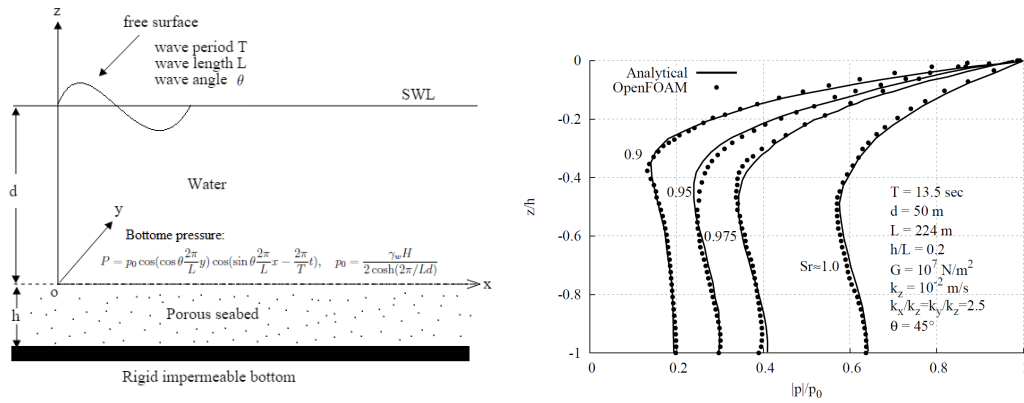 z
free surface
wave period T
wave length L
wave angle θ
SWL
d
Water
y
Bottome pressure:
P = p₀ cos(cos θ 2π/L y) cos(sin θ 2π/L x − 2π/T t), p₀ = γ_w H / 2 cosh(2π/Ld)
o
x
h
Porous seabed
Rigid impermeable bottom
Analytical
OpenFOAM
0
-0.2
-0.4
-0.6
-0.8
-1
z/h
0.9
0.95
0.975
Sr≈1.0
T = 13.5 sec
d = 50 m
L = 224 m
h/L = 0.2
G = 10⁷ N/m²
k_z = 10⁻² m/s
k_x/k_z=k_y/k_z=2.5
θ = 45°
0 0.2 0.4 0.6 0.8 1
|p|/p₀